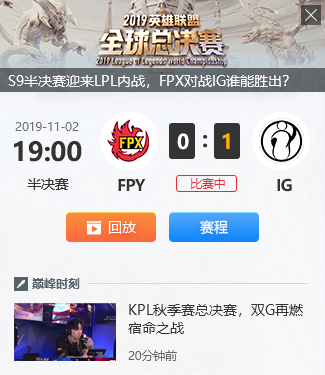 2019英雄联盟
全球总决赛
2019 League of Legends World Championship
S9半决赛迎来LPL内战，FPX对战IG谁能胜出？
2019-11-02
19:00
半决赛
FPX
FPY
0 : 1
比赛中
IG
回放
赛程
巅峰时刻
KPL秋季赛总决赛，双G再燃
宿命之战
20分钟前